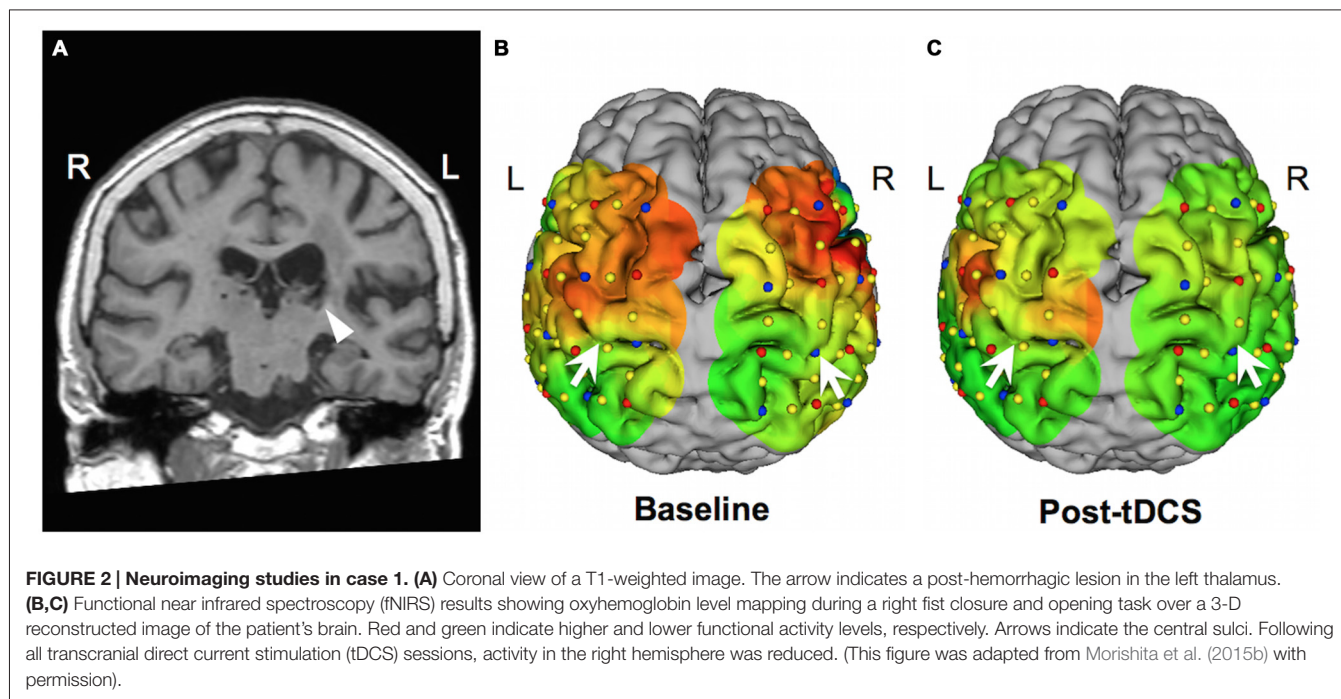 A
R
L
B
L
R
Baseline
C
L
R
Post-tDCS
FIGURE 2 | Neuroimaging studies in case 1. (A) Coronal view of a T1-weighted image. The arrow indicates a post-hemorrhagic lesion in the left thalamus.
(B,C) Functional near infrared spectroscopy (fNIRS) results showing oxyhemoglobin level mapping during a right fist closure and opening task over a 3-D
reconstructed image of the patient's brain. Red and green indicate higher and lower functional activity levels, respectively. Arrows indicate the central sulci. Following
all transcranial direct current stimulation (tDCS) sessions, activity in the right hemisphere was reduced. (This figure was adapted from Morishita et al. (2015b) with
permission).